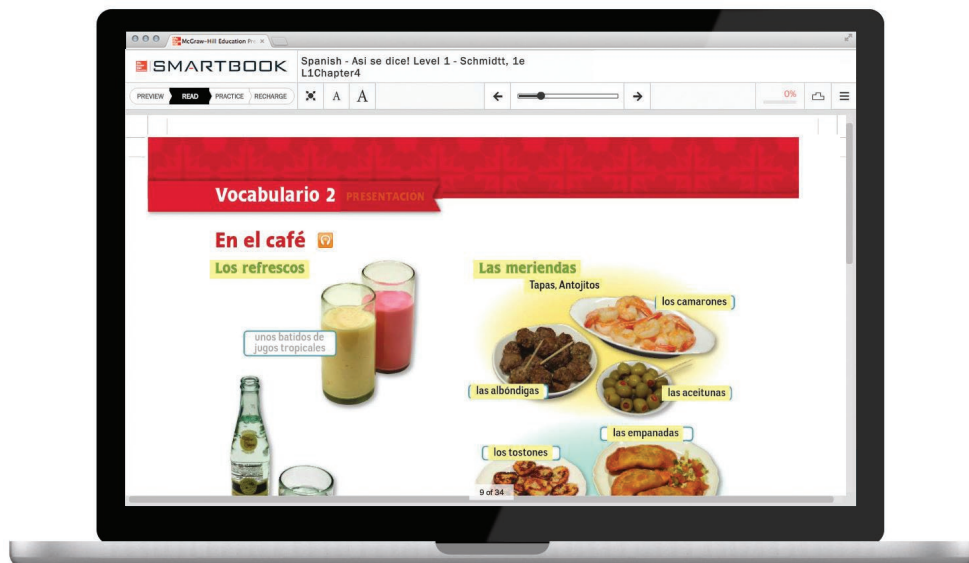 McGraw-Hill Education Pr
SMARTBOOK
Spanish - Asi se dice! Level 1 - Schmidtt, 1e
L1Chapter4
PREVIEW
READ
PRACTICE
RECHARGE
A
A
0%
Vocabulario 2 PRESENTACIÓN
En el café
Los refrescos
unos batidos de
jugos tropicales
Las meriendas
Tapas, Antojitos
los camarones
las albóndigas
las aceitunas
las empanadas
los tostones
9 of 34